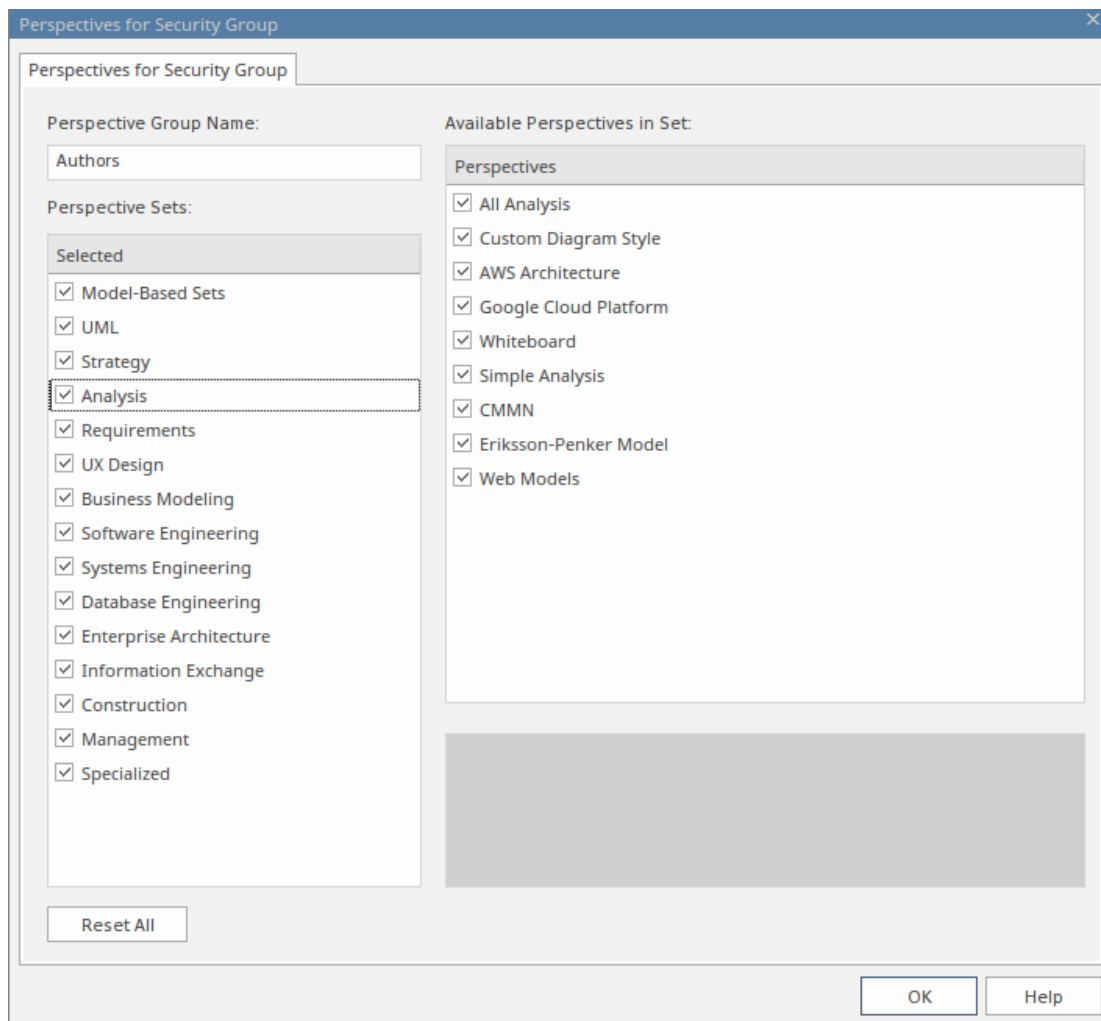 Perspectives for Security Group
Perspectives for Security Group
Perspective Group Name:
Authors
Perspective Sets:
Selected
Model-Based Sets
UML
Strategy
Analysis
Requirements
UX Design
Business Modeling
Software Engineering
Systems Engineering
Database Engineering
Enterprise Architecture
Information Exchange
Construction
Management
Specialized
Reset All
Available Perspectives in Set:
Perspectives
All Analysis
Custom Diagram Style
AWS Architecture
Google Cloud Platform
Whiteboard
Simple Analysis
CMMN
Eriksson-Penker Model
Web Models
OK
Help